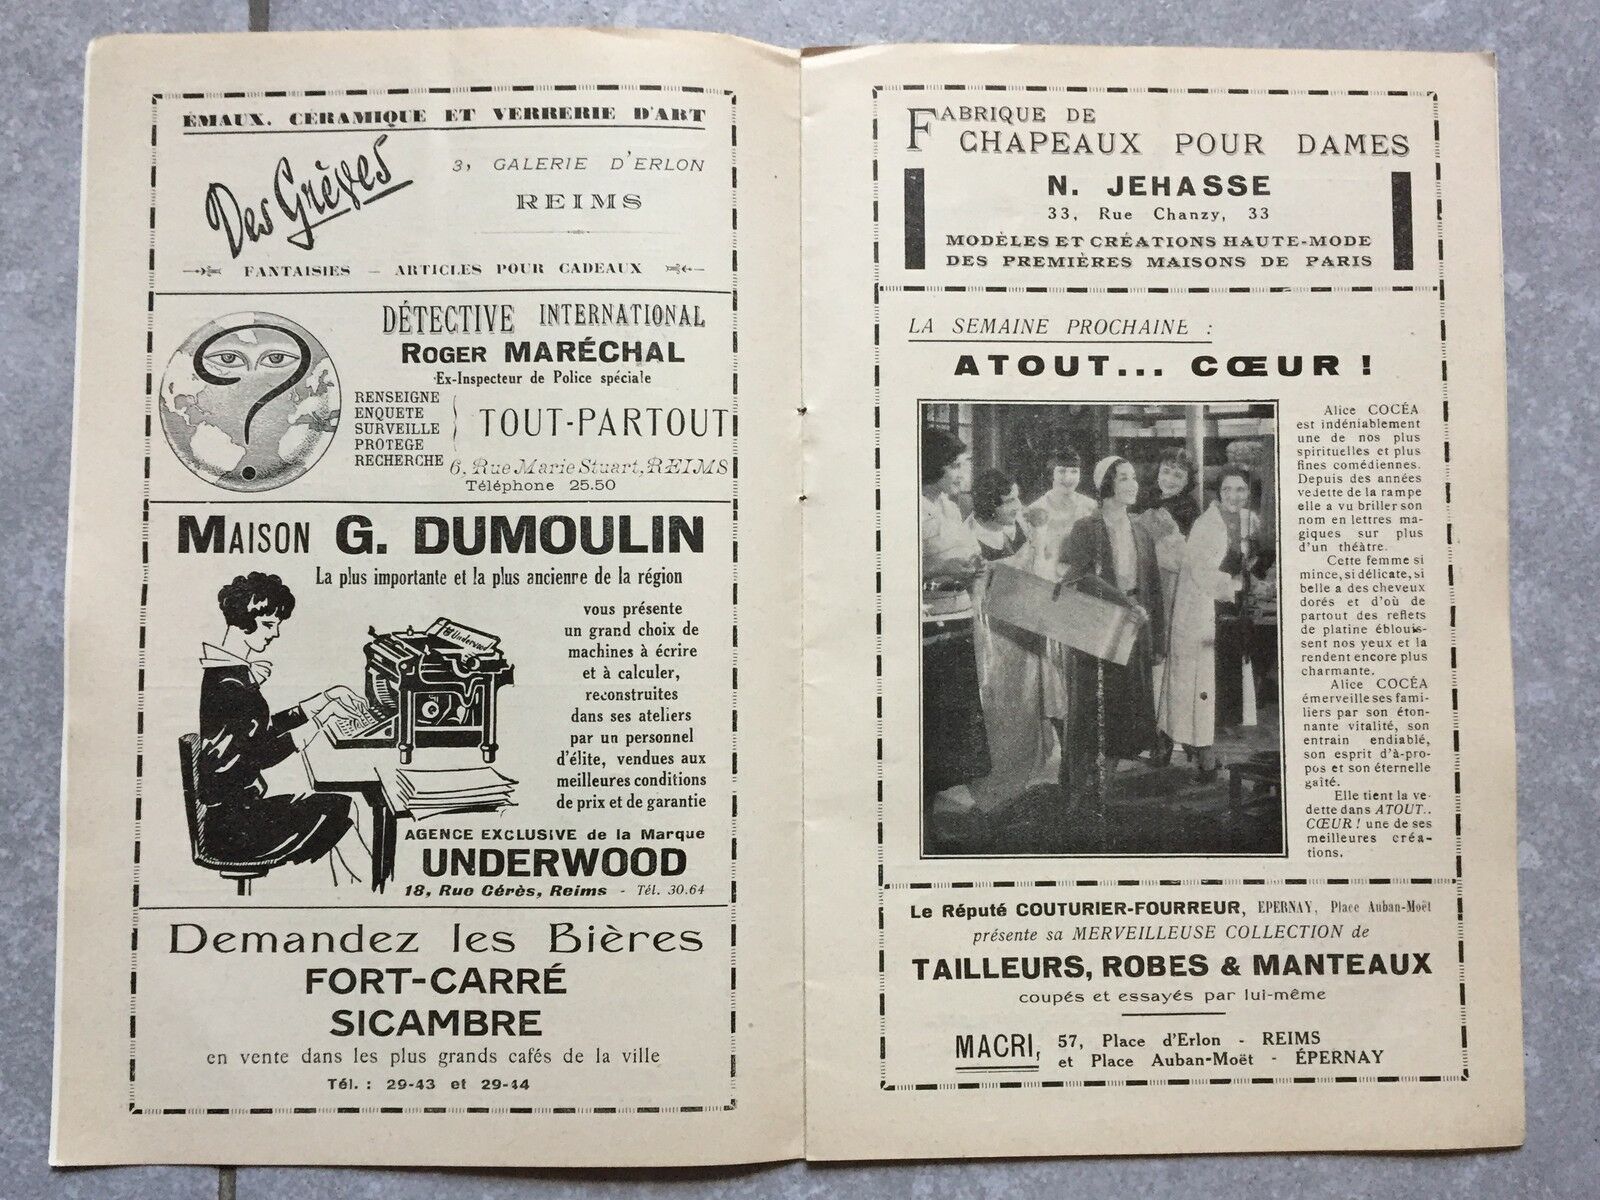 ÉMAUX. CÉRAMIQUE ET VERRERIE D'ART
Des Grèves
3, GALERIE D'ERLON
REIMS
FANTAISIES — ARTICLES POUR CADEAUX
?
DÉTECTIVE INTERNATIONAL
ROGER MARÉCHAL
Ex-Inspecteur de Police spéciale
RENSEIGNE
ENQUETE
SURVEILLE
PROTEGE
RECHERCHE
TOUT-PARTOUT
6, Rue Marie Stuart, REIMS
Téléphone 25.50
MAISON G. DUMOULIN
La plus importante et la plus ancienne de la région
vous présente
un grand choix de
machines à écrire
et à calculer,
reconstruites
dans ses ateliers
par un personnel
d'élite, vendues aux
meilleures conditions
de prix et de garantie
Underwood
AGENCE EXCLUSIVE de la Marque
UNDERWOOD
18, Rue Cérès, Reims - Tél. 30.64
Demandez les Bières
FORT-CARRÉ
SICAMBRE
en vente dans les plus grands cafés de la ville
Tél. : 29-43 et 29-44
FABRIQUE DE
CHAPEAUX POUR DAMES
N. JEHASSE
33, Rue Chanzy, 33
MODÈLES ET CRÉATIONS HAUTE-MODE
DES PREMIÈRES MAISONS DE PARIS
LA SEMAINE PROCHAINE :
ATOUT... CŒUR !
Alice COCÉA
est indéniablement
une de nos plus
spirituelles et plus
fines comédiennes.
Depuis des années
vedette de la rampe
elle a vu briller son
nom en lettres ma-
giques sur plus
d'un théâtre.
Cette femme si
mince, si délicate, si
belle a des cheveux
dorés et d'où de
partout des reflets
de platine éblouis-
sent nos yeux et la
rendent encore plus
charmante.
Alice COCÉA
émerveille ses fami-
liers par son éton-
nante vitalité, son
entrain endiablé,
son esprit d'à-pro-
pos et son éternelle
gaîté.
Elle tient la ve-
dette dans ATOUT..
CŒUR ! une de ses
meilleures créa-
tions.
Le Réputé COUTURIER-FOURREUR, EPERNAY, Place Auban-Moët
présente sa MERVEILLEUSE COLLECTION de
TAILLEURS, ROBES & MANTEAUX
coupés et essayés par lui-même
MACRI, 57, Place d'Erlon - REIMS
et Place Auban-Moët - ÉPERNAY